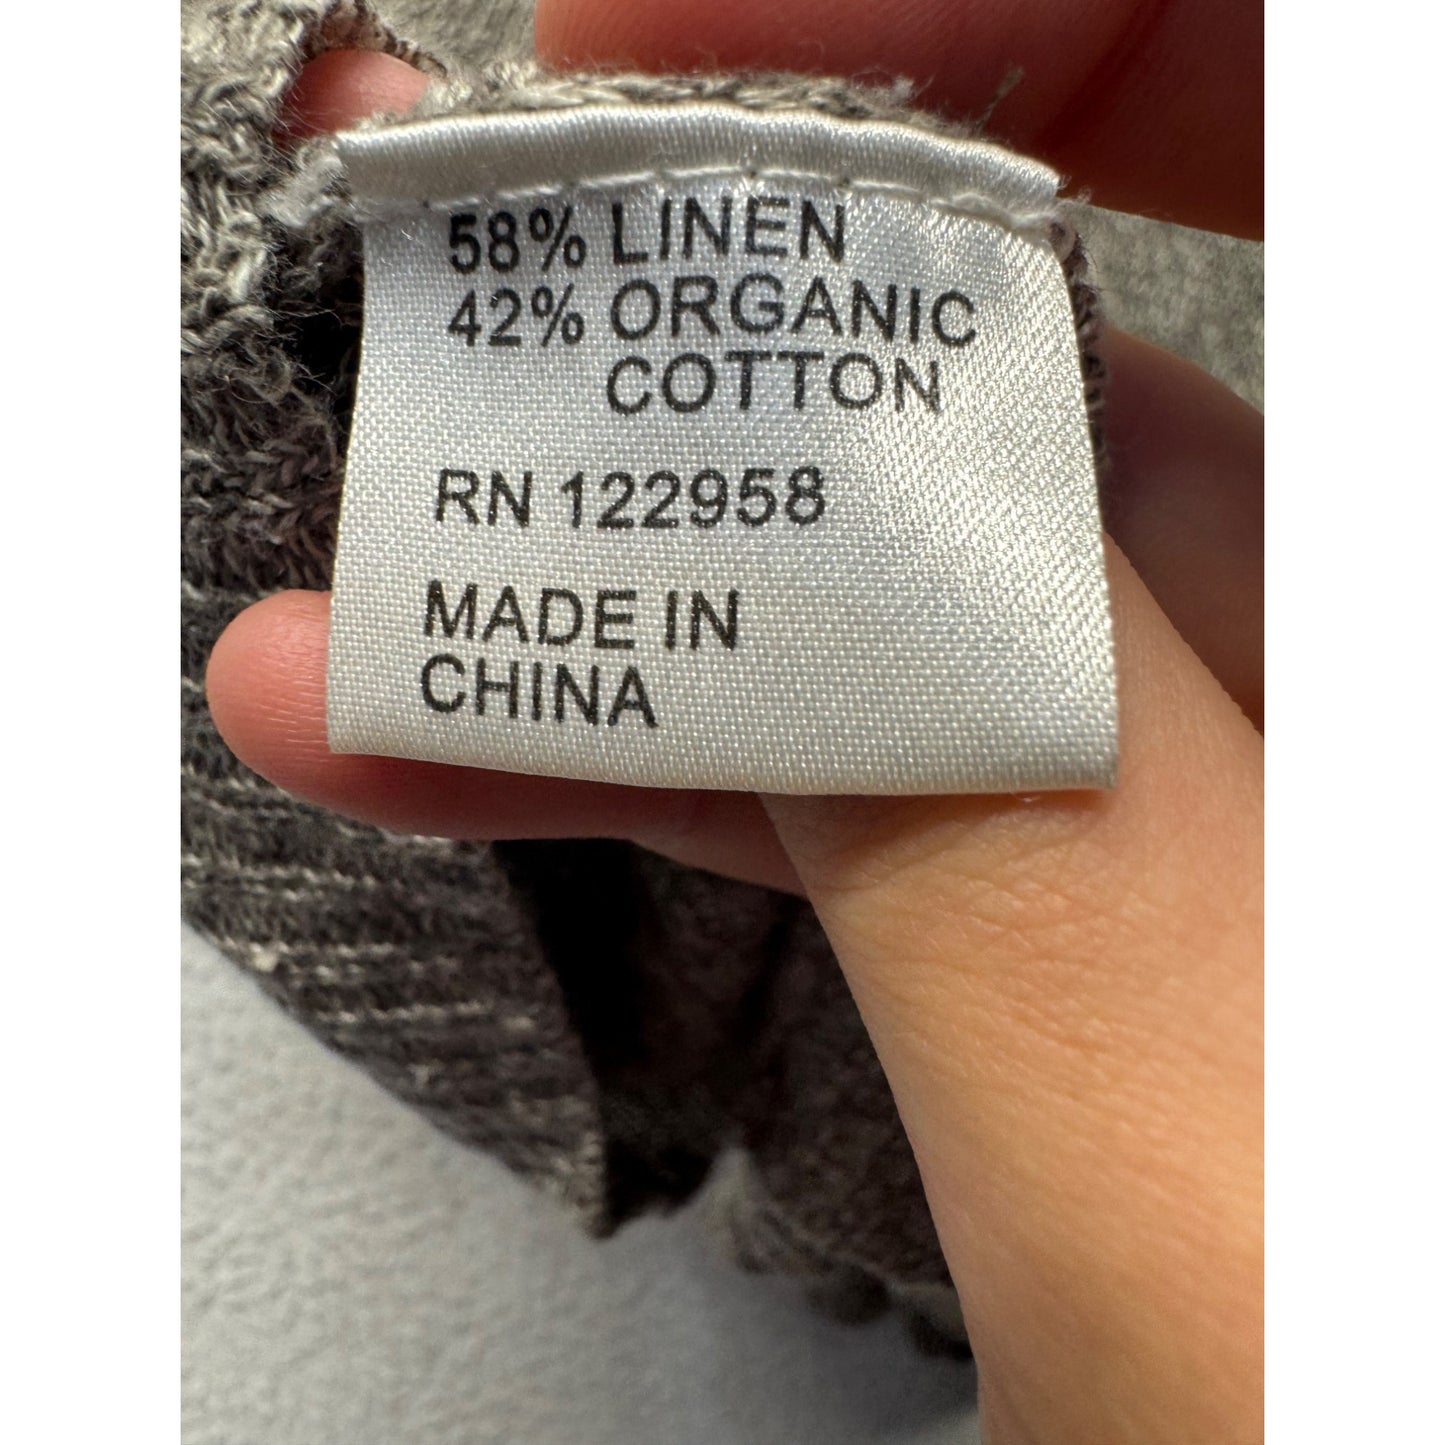 58% LINEN
42% ORGANIC
COTTON
RN 122958
MADE IN
CHINA